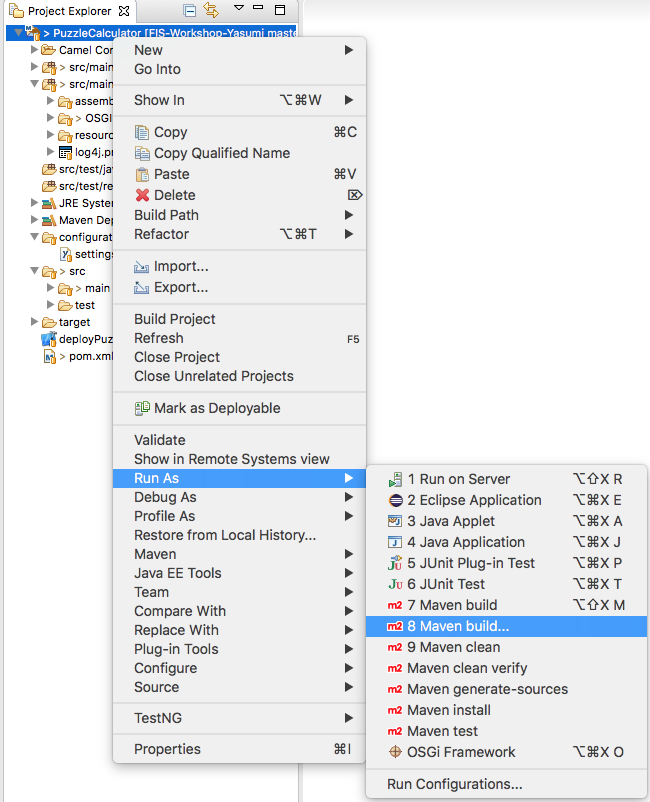 Project Explorer
> PuzzleCalculator [FIS-Workshop-Yasumi maste
Camel Con
> src/main
> src/main
assemb
> OSGI
resourc
log4j.pr
src/test/jav
src/test/re
JRE System
Maven Dep
configurat
settings
> src
> main
test
target
deployPuz
> pom.xml
New
Go Into
Show In ⌥⌘W
Copy ⌘C
Copy Qualified Name
Paste ⌘V
Delete ⌦
Build Path
Refactor ⌥⌘T
Import...
Export...
Build Project
Refresh F5
Close Project
Close Unrelated Projects
Mark as Deployable
Validate
Show in Remote Systems view
Run As
Debug As
Profile As
Restore from Local History...
Maven
Java EE Tools
Team
Compare With
Replace With
Plug-in Tools
Configure
Source
TestNG
Properties ⌘I
1 Run on Server ⌥⇧X R
2 Eclipse Application ⌥⌘X E
3 Java Applet ⌥⌘X A
4 Java Application ⌥⌘X J
5 JUnit Plug-in Test ⌥⌘X P
6 JUnit Test ⌥⌘X T
m2 7 Maven build ⌥⇧X M
m2 8 Maven build...
m2 9 Maven clean
m2 Maven clean verify
m2 Maven generate-sources
m2 Maven install
m2 Maven test
OSGi Framework ⌥⌘X O
Run Configurations...